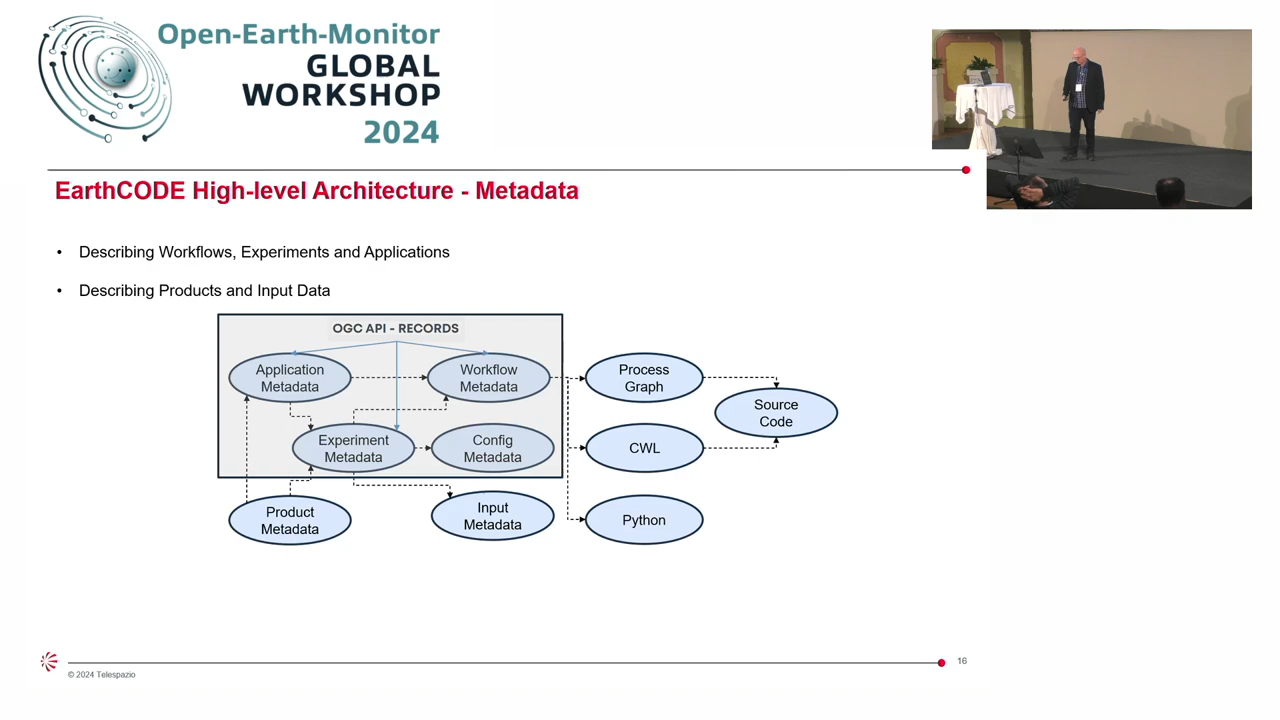 Open-Earth-Monitor
GLOBAL
WORKSHOP
2024
EarthCODE High-level Architecture - Metadata
• Describing Workflows, Experiments and Applications
• Describing Products and Input Data
OGC API - RECORDS
Application
Metadata
Workflow
Metadata
Process
Graph
Source
Code
Experiment
Metadata
Config
Metadata
CWL
Product
Metadata
Input
Metadata
Python
© 2024 Telespazio
16